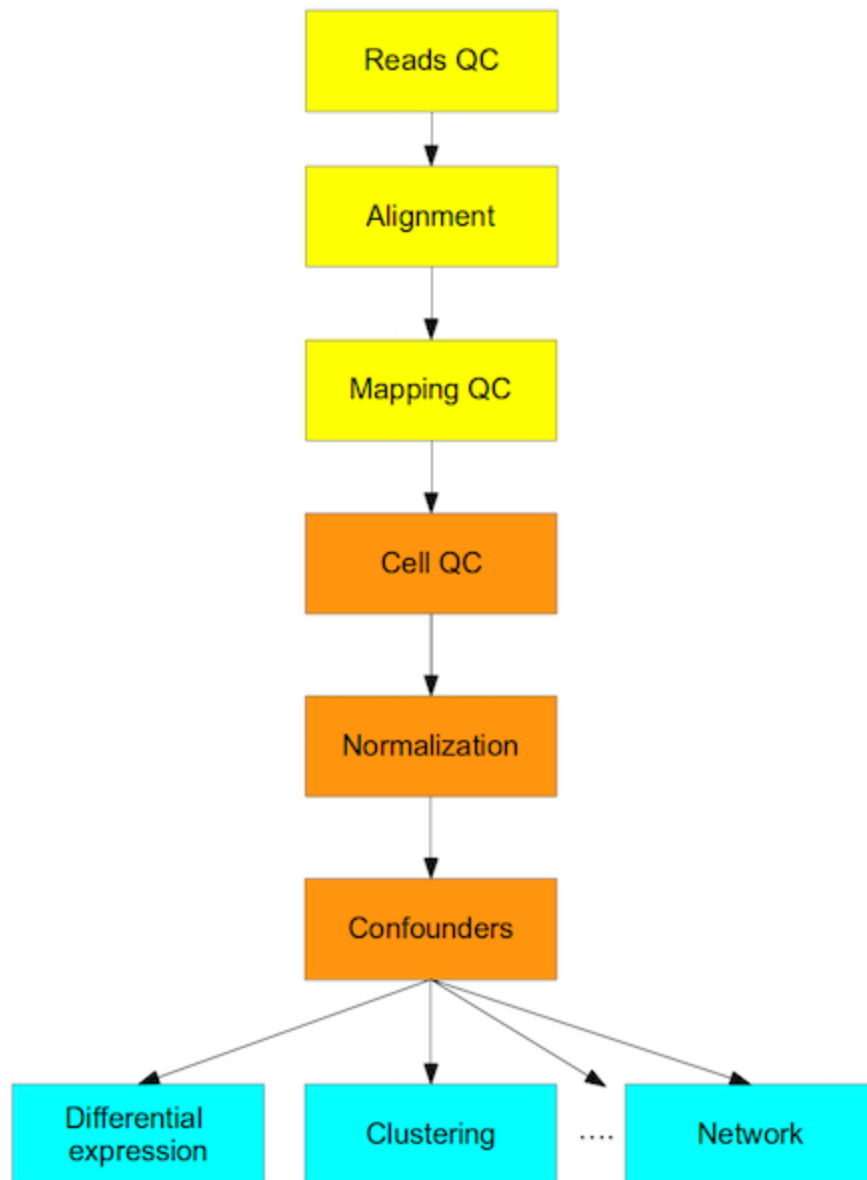 Reads QC
Alignment
Mapping QC
Cell QC
Normalization
Confounders
Differential
expression
Clustering
....
Network